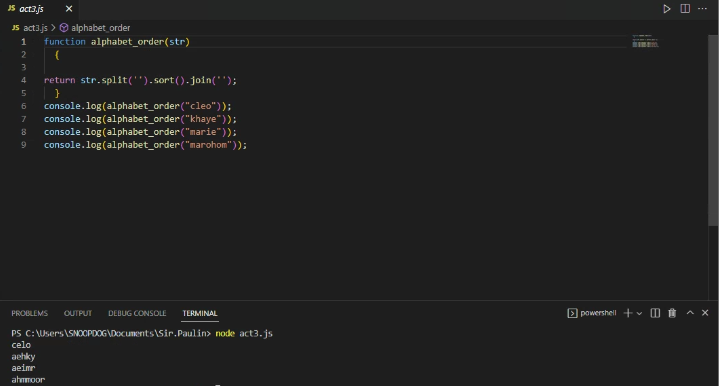 JS act3.js ×
JS act3.js > alphabet_order
1 function alphabet_order(str)
2 {
3
4 return str.split('').sort().join('');
5 }
6 console.log(alphabet_order("cleo"));
7 console.log(alphabet_order("khaye"));
8 console.log(alphabet_order("marie"));
9 console.log(alphabet_order("marohom"));
PROBLEMS OUTPUT DEBUG CONSOLE TERMINAL powershell
PS C:\Users\SNOOPDOG\Documents\Sir.Paulin> node act3.js
celo
aehky
aeimr
ahmmoor